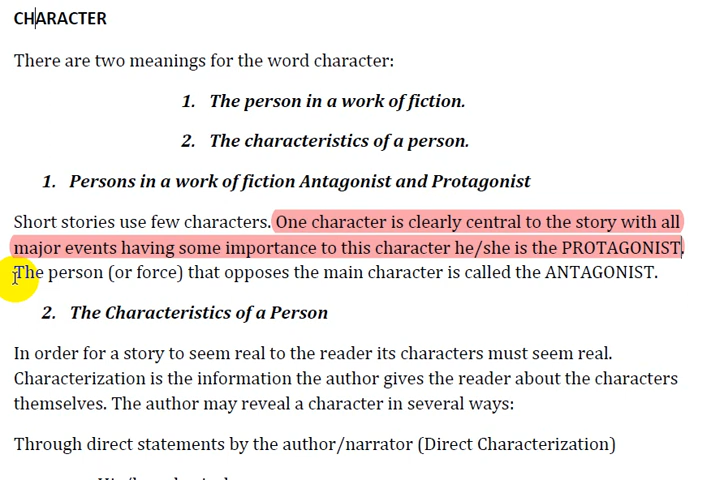 CHARACTER
There are two meanings for the word character:
1. The person in a work of fiction.
2. The characteristics of a person.
1. Persons in a work of fiction Antagonist and Protagonist
Short stories use few characters. One character is clearly central to the story with all
major events having some importance to this character he/she is the PROTAGONIST.
The person (or force) that opposes the main character is called the ANTAGONIST.
2. The Characteristics of a Person
In order for a story to seem real to the reader its characters must seem real.
Characterization is the information the author gives the reader about the characters
themselves. The author may reveal a character in several ways:
Through direct statements by the author/narrator (Direct Characterization)